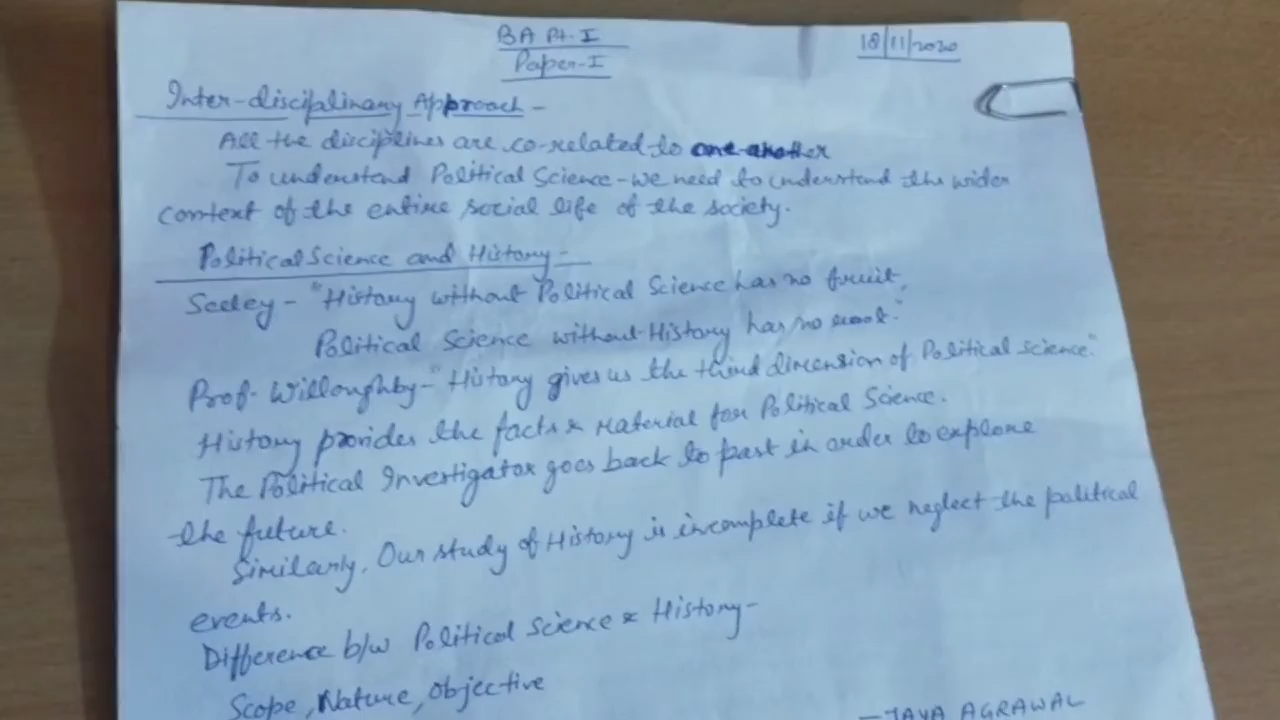 BA Pt.I
18/11/2020
Paper-I
Inter-disciplinary Approach-
All the disciplines are co-related to one another
To understand Political Science-we need to understand the wider
context of the entire social life of the society.
Political Science and History-
Seeley- "History without Political Science has no fruit,
Political Science without History has no root."
Prof. Willoughby-"History gives us the third dimension of Political Science."
History provides the facts & material for Political Science.
The Political Investigator goes back to past in order to explore
the future.
Similarly, Our study of History is incomplete if we neglect the political
events.
Difference b/w Political Science & History-
Scope, Nature, Objective
-JAYA AGRAWAL